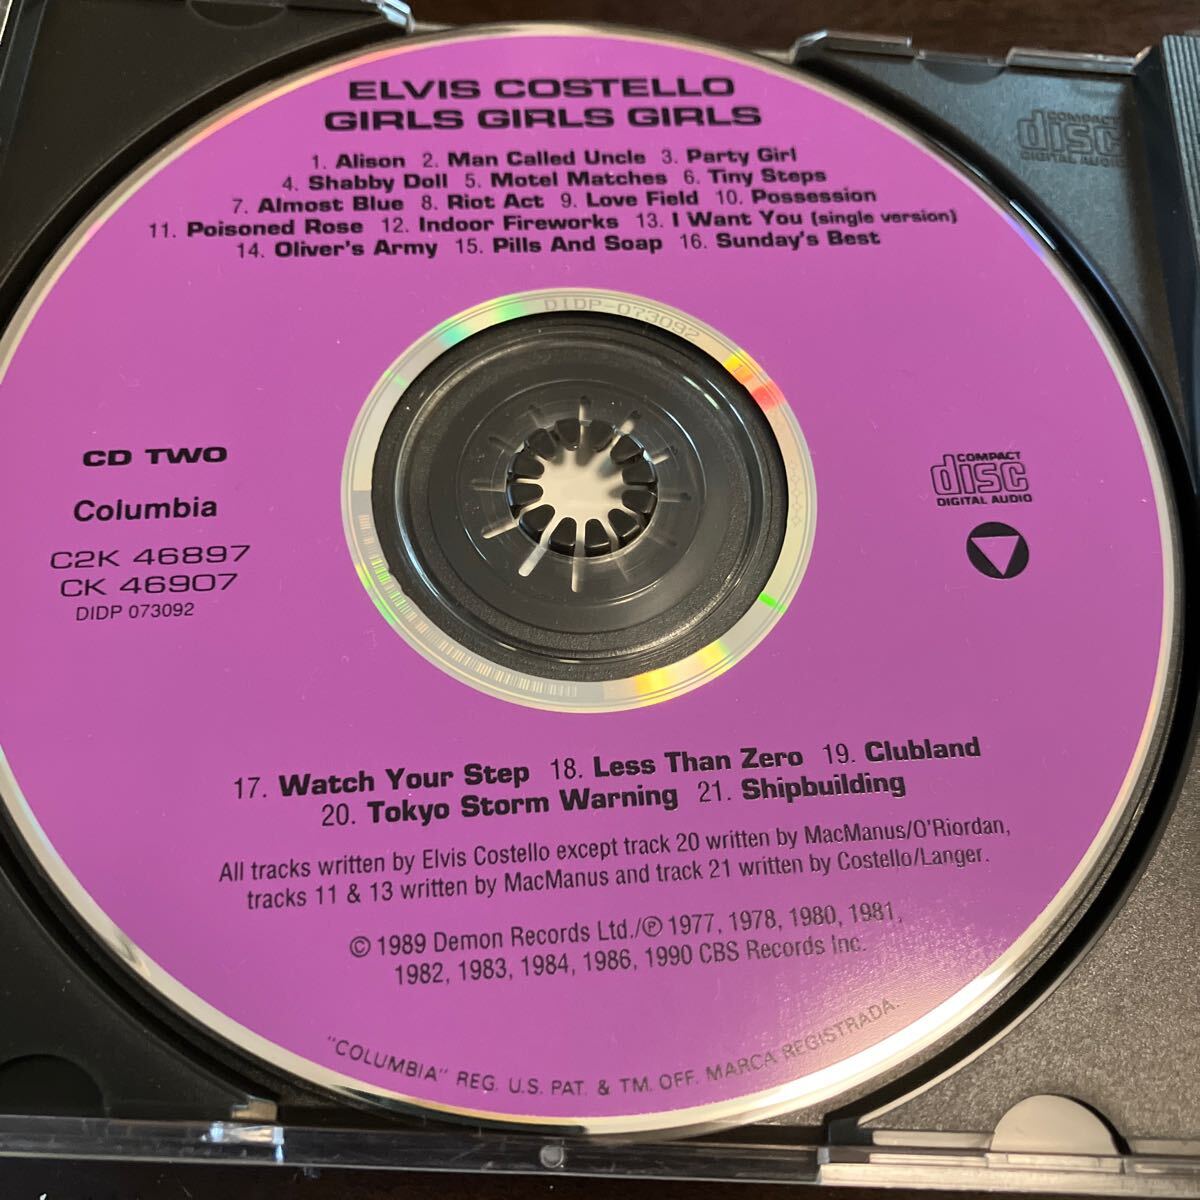 ELVIS COSTELLO
GIRLS GIRLS GIRLS
1. Alison 2. Man Called Uncle 3. Party Girl
4. Shabby Doll 5. Motel Matches 6. Tiny Steps
7. Almost Blue 8. Riot Act 9. Love Field 10. Possession
11. Poisoned Rose 12. Indoor Fireworks 13. I Want You (single version)
14. Oliver's Army 15. Pills And Soap 16. Sunday's Best
COMPACT
disc
DIGITAL AUDIO
DIDP-073092
CD TWO
Columbia
C2K 46897
CK 46907
DIDP 073092
COMPACT
disc
DIGITAL AUDIO
17. Watch Your Step 18. Less Than Zero 19. Clubland
20. Tokyo Storm Warning 21. Shipbuilding
All tracks written by Elvis Costello except track 20 written by MacManus/O'Riordan,
tracks 11 & 13 written by MacManus and track 21 written by Costello/Langer.
© 1989 Demon Records Ltd./℗ 1977, 1978, 1980, 1981,
1982, 1983, 1984, 1986, 1990 CBS Records Inc.
"COLUMBIA" REG. U.S. PAT. & TM. OFF. MARCA REGISTRADA.